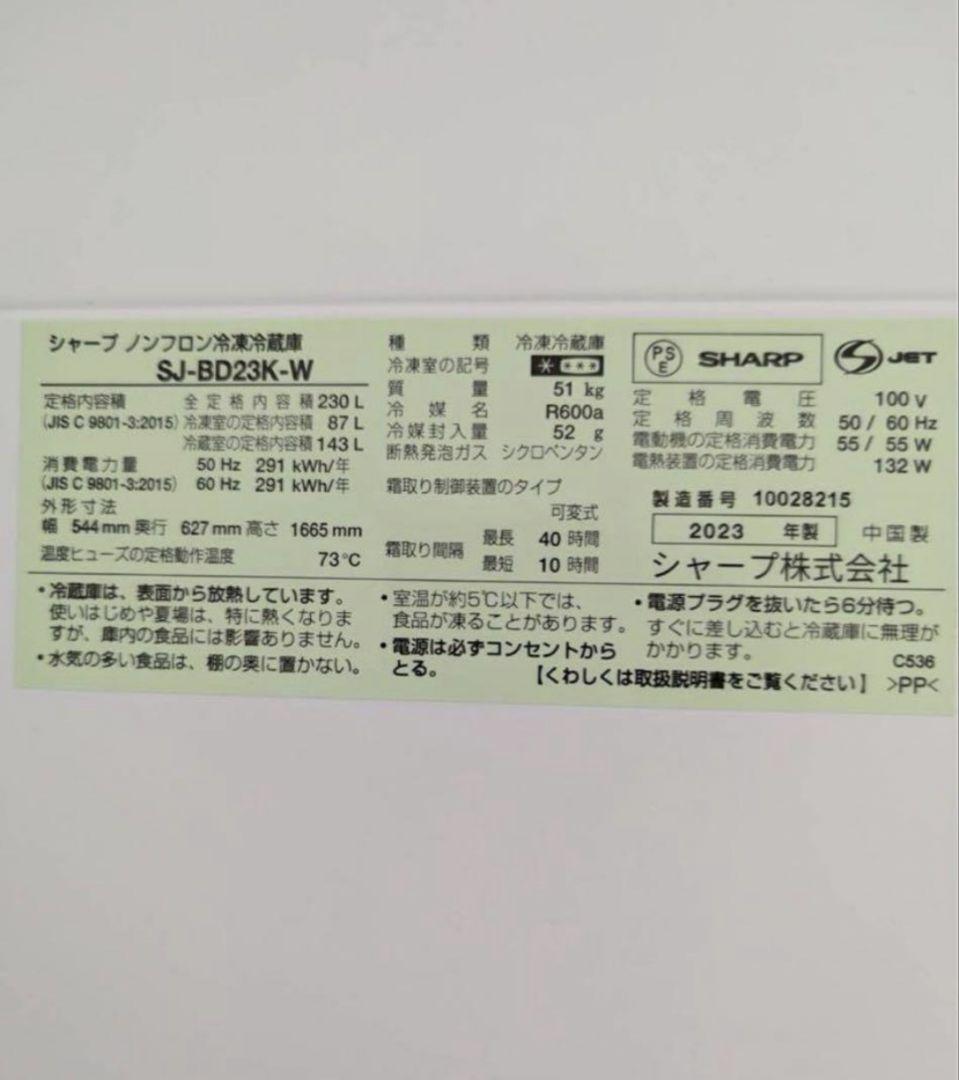 シャープ ノンフロン冷凍冷蔵庫
SJ-BD23K-W
定格内容積 全定格内容積 230 L
(JIS C 9801-3:2015) 冷凍室の定格内容積 87 L
冷蔵室の定格内容積 143 L
消費電力量 50 Hz 291 kWh/年
(JIS C 9801-3:2015) 60 Hz 291 kWh/年
外形寸法
幅 544 mm 奥行 627 mm 高さ 1665 mm
温度ヒューズの定格動作温度 73℃
種類 冷凍冷蔵庫
冷凍室の記号 * ***
質量 51 kg
冷媒名 R600a
冷媒封入量 52 g
断熱発泡ガス シクロペンタン
霜取り制御装置のタイプ
可変式
霜取り間隔 最長 40 時間
最短 10 時間
PSE SHARP JET
定格電圧 100 V
定格周波数 50 / 60 Hz
電動機の定格消費電力 55 / 55 W
電熱装置の定格消費電力 132 W
製造番号 10028215
2023 年製 中国製
シャープ株式会社
・冷蔵庫は、表面から放熱しています。
使いはじめや夏場は、特に熱くなりま
すが、庫内の食品には影響ありません。
・水気の多い食品は、棚の奥に置かない。
・室温が約5℃以下では、
食品が凍ることがあります。
・電源は必ずコンセントから
とる。
・電源プラグを抜いたら6分待つ。
すぐに差し込むと冷蔵庫に無理が
かかります。
C536
【くわしくは取扱説明書をご覧ください】 >PP<